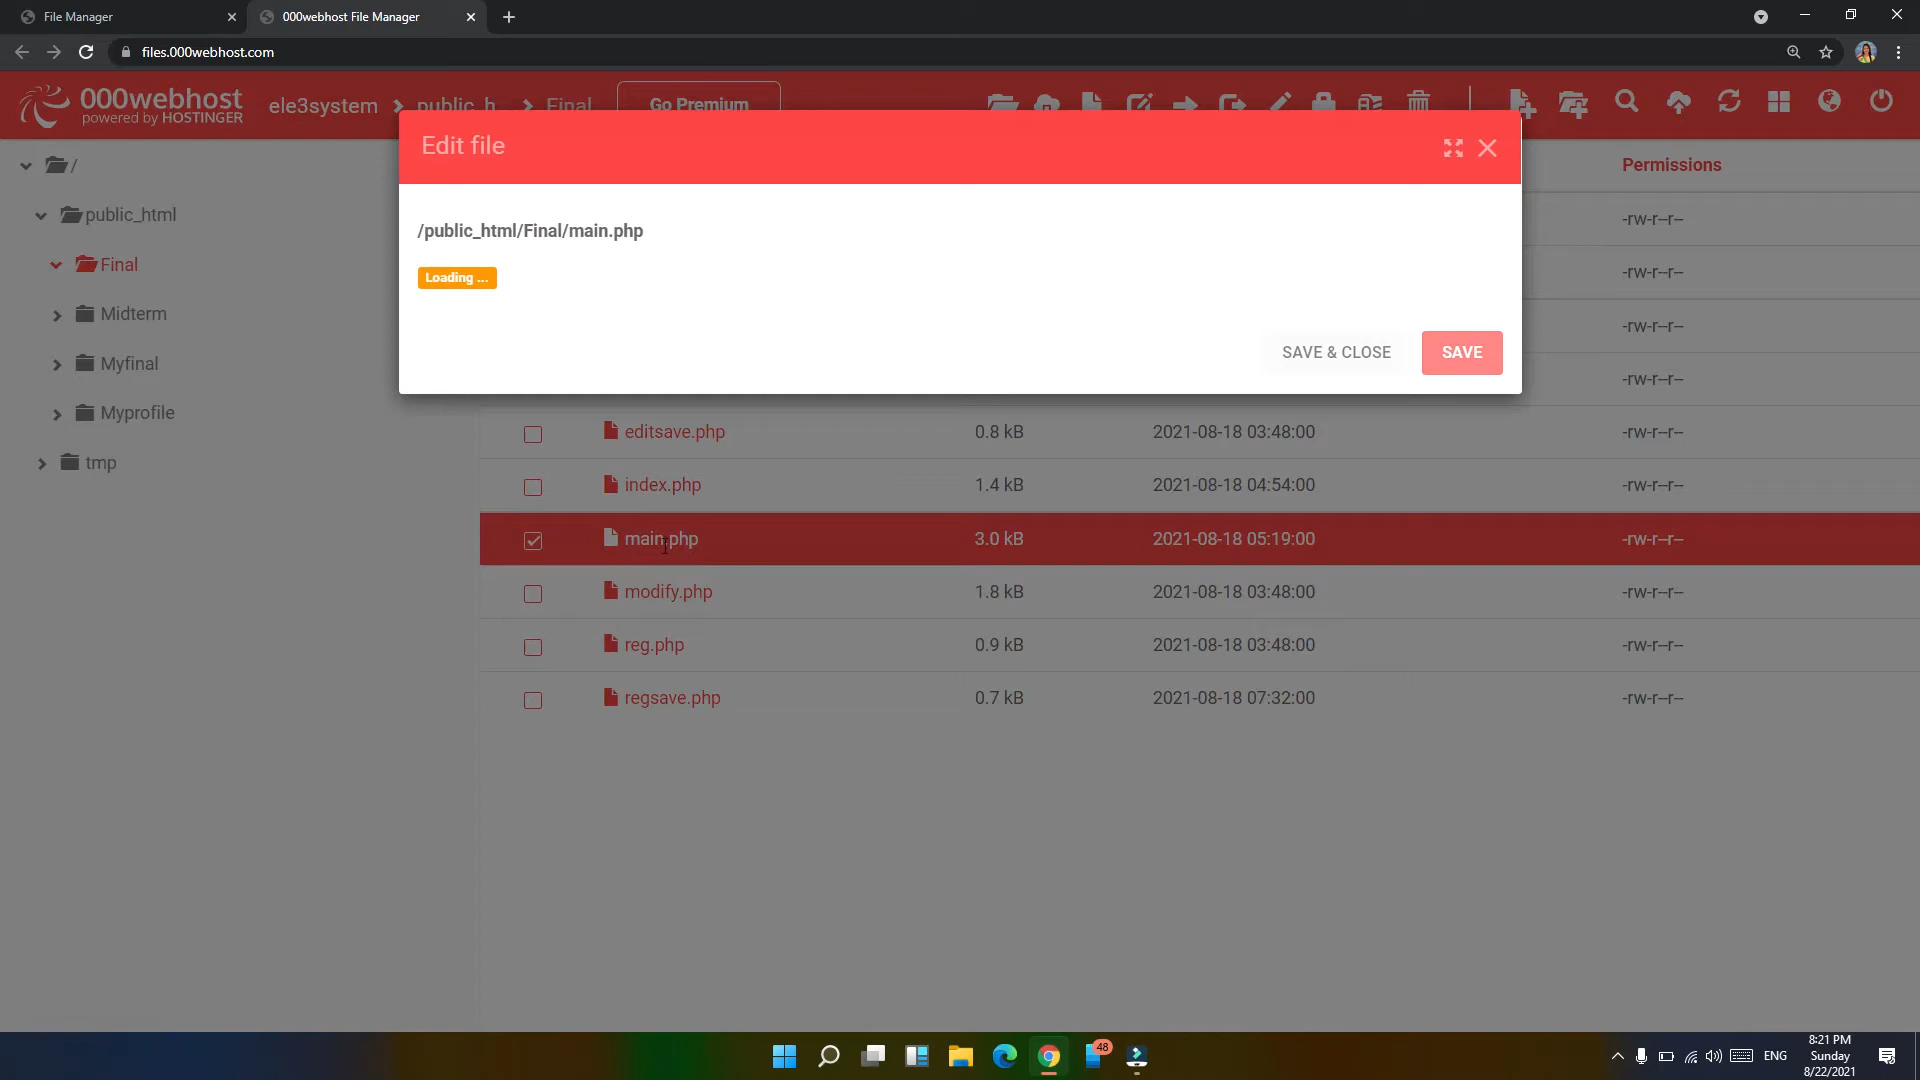 File Manager
000webhost File Manager
files.000webhost.com
000webhost
powered by HOSTINGER
ele3system
public_h
Final
Go Premium
Edit file
/public_html/Final/main.php
Loading ...
SAVE & CLOSE
SAVE
/
public_html
Final
Midterm
Myfinal
Myprofile
tmp
Permissions
-rw-r--r--
-rw-r--r--
-rw-r--r--
-rw-r--r--
editsave.php 0.8 kB 2021-08-18 03:48:00 -rw-r--r--
index.php 1.4 kB 2021-08-18 04:54:00 -rw-r--r--
main.php 3.0 kB 2021-08-18 05:19:00 -rw-r--r--
modify.php 1.8 kB 2021-08-18 03:48:00 -rw-r--r--
reg.php 0.9 kB 2021-08-18 03:48:00 -rw-r--r--
regsave.php 0.7 kB 2021-08-18 07:32:00 -rw-r--r--
48
ENG
8:21 PM
Sunday
8/22/2021